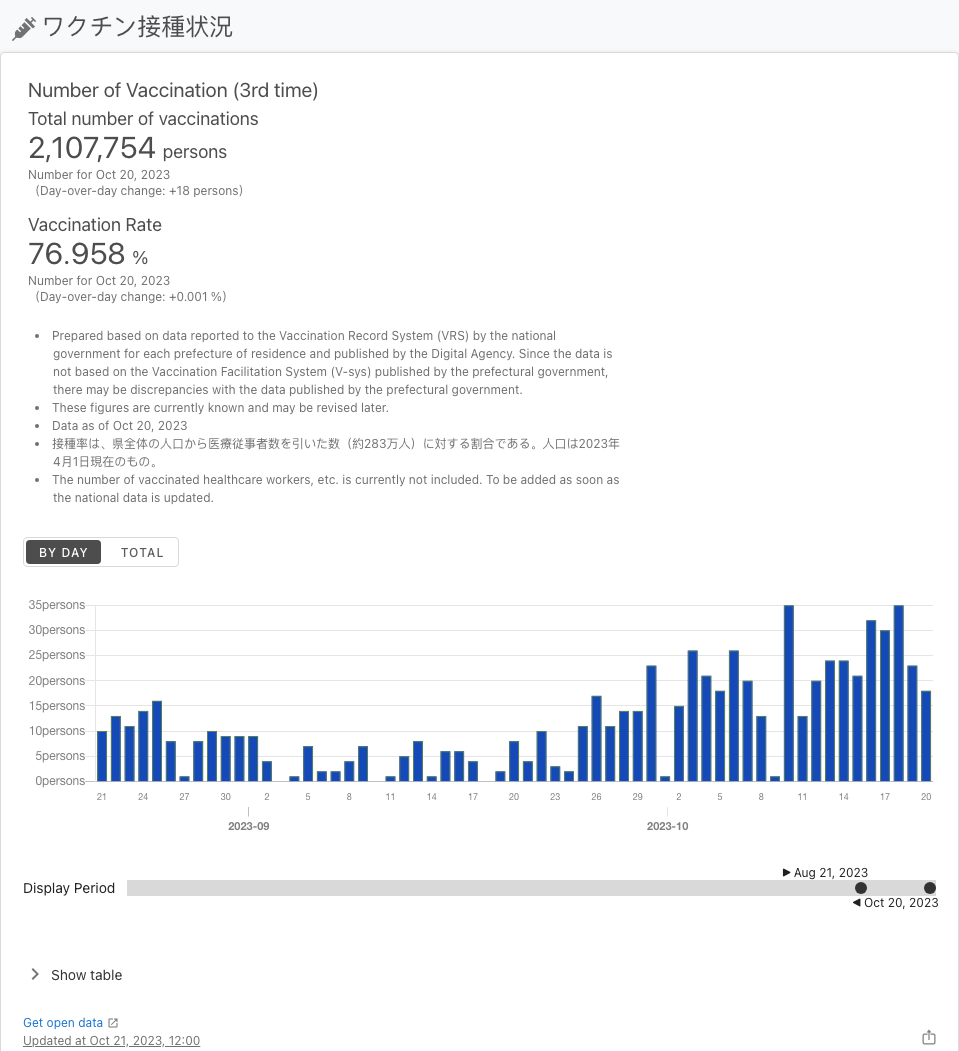 ワクチン接種状況
Number of Vaccination (3rd time)
Total number of vaccinations
2,107,754 persons
Number for Oct 20, 2023
(Day-over-day change: +18 persons)
Vaccination Rate
76.958 %
Number for Oct 20, 2023
(Day-over-day change: +0.001 %)
• Prepared based on data reported to the Vaccination Record System (VRS) by the national
government for each prefecture of residence and published by the Digital Agency. Since the data is
not based on the Vaccination Facilitation System (V-sys) published by the prefectural government,
there may be discrepancies with the data published by the prefectural government.
• These figures are currently known and may be revised later.
• Data as of Oct 20, 2023
• 接種率は、県全体の人口から医療従事者数を引いた数（約283万人）に対する割合である。人口は2023年
4月1日現在のもの。
• The number of vaccinated healthcare workers, etc. is currently not included. To be added as soon as
the national data is updated.
BY DAY TOTAL
35persons
30persons
25persons
20persons
15persons
10persons
5persons
0persons
21 24 27 30 2 5 8 11 14 17 20 23 26 29 2 5 8 11 14 17 20
2023-09 2023-10
Aug 21, 2023
Display Period
Oct 20, 2023
Show table
Get open data
Updated at Oct 21, 2023, 12:00